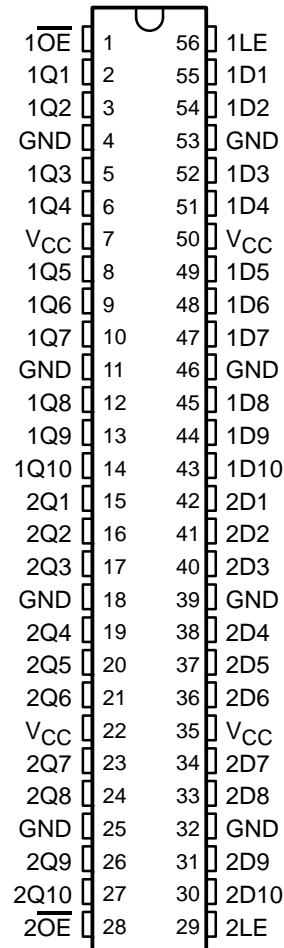 1O̅E̅ 1 56 1LE
1Q1 2 55 1D1
1Q2 3 54 1D2
GND 4 53 GND
1Q3 5 52 1D3
1Q4 6 51 1D4
VCC 7 50 VCC
1Q5 8 49 1D5
1Q6 9 48 1D6
1Q7 10 47 1D7
GND 11 46 GND
1Q8 12 45 1D8
1Q9 13 44 1D9
1Q10 14 43 1D10
2Q1 15 42 2D1
2Q2 16 41 2D2
2Q3 17 40 2D3
GND 18 39 GND
2Q4 19 38 2D4
2Q5 20 37 2D5
2Q6 21 36 2D6
VCC 22 35 VCC
2Q7 23 34 2D7
2Q8 24 33 2D8
GND 25 32 GND
2Q9 26 31 2D9
2Q10 27 30 2D10
2O̅E̅ 28 29 2LE